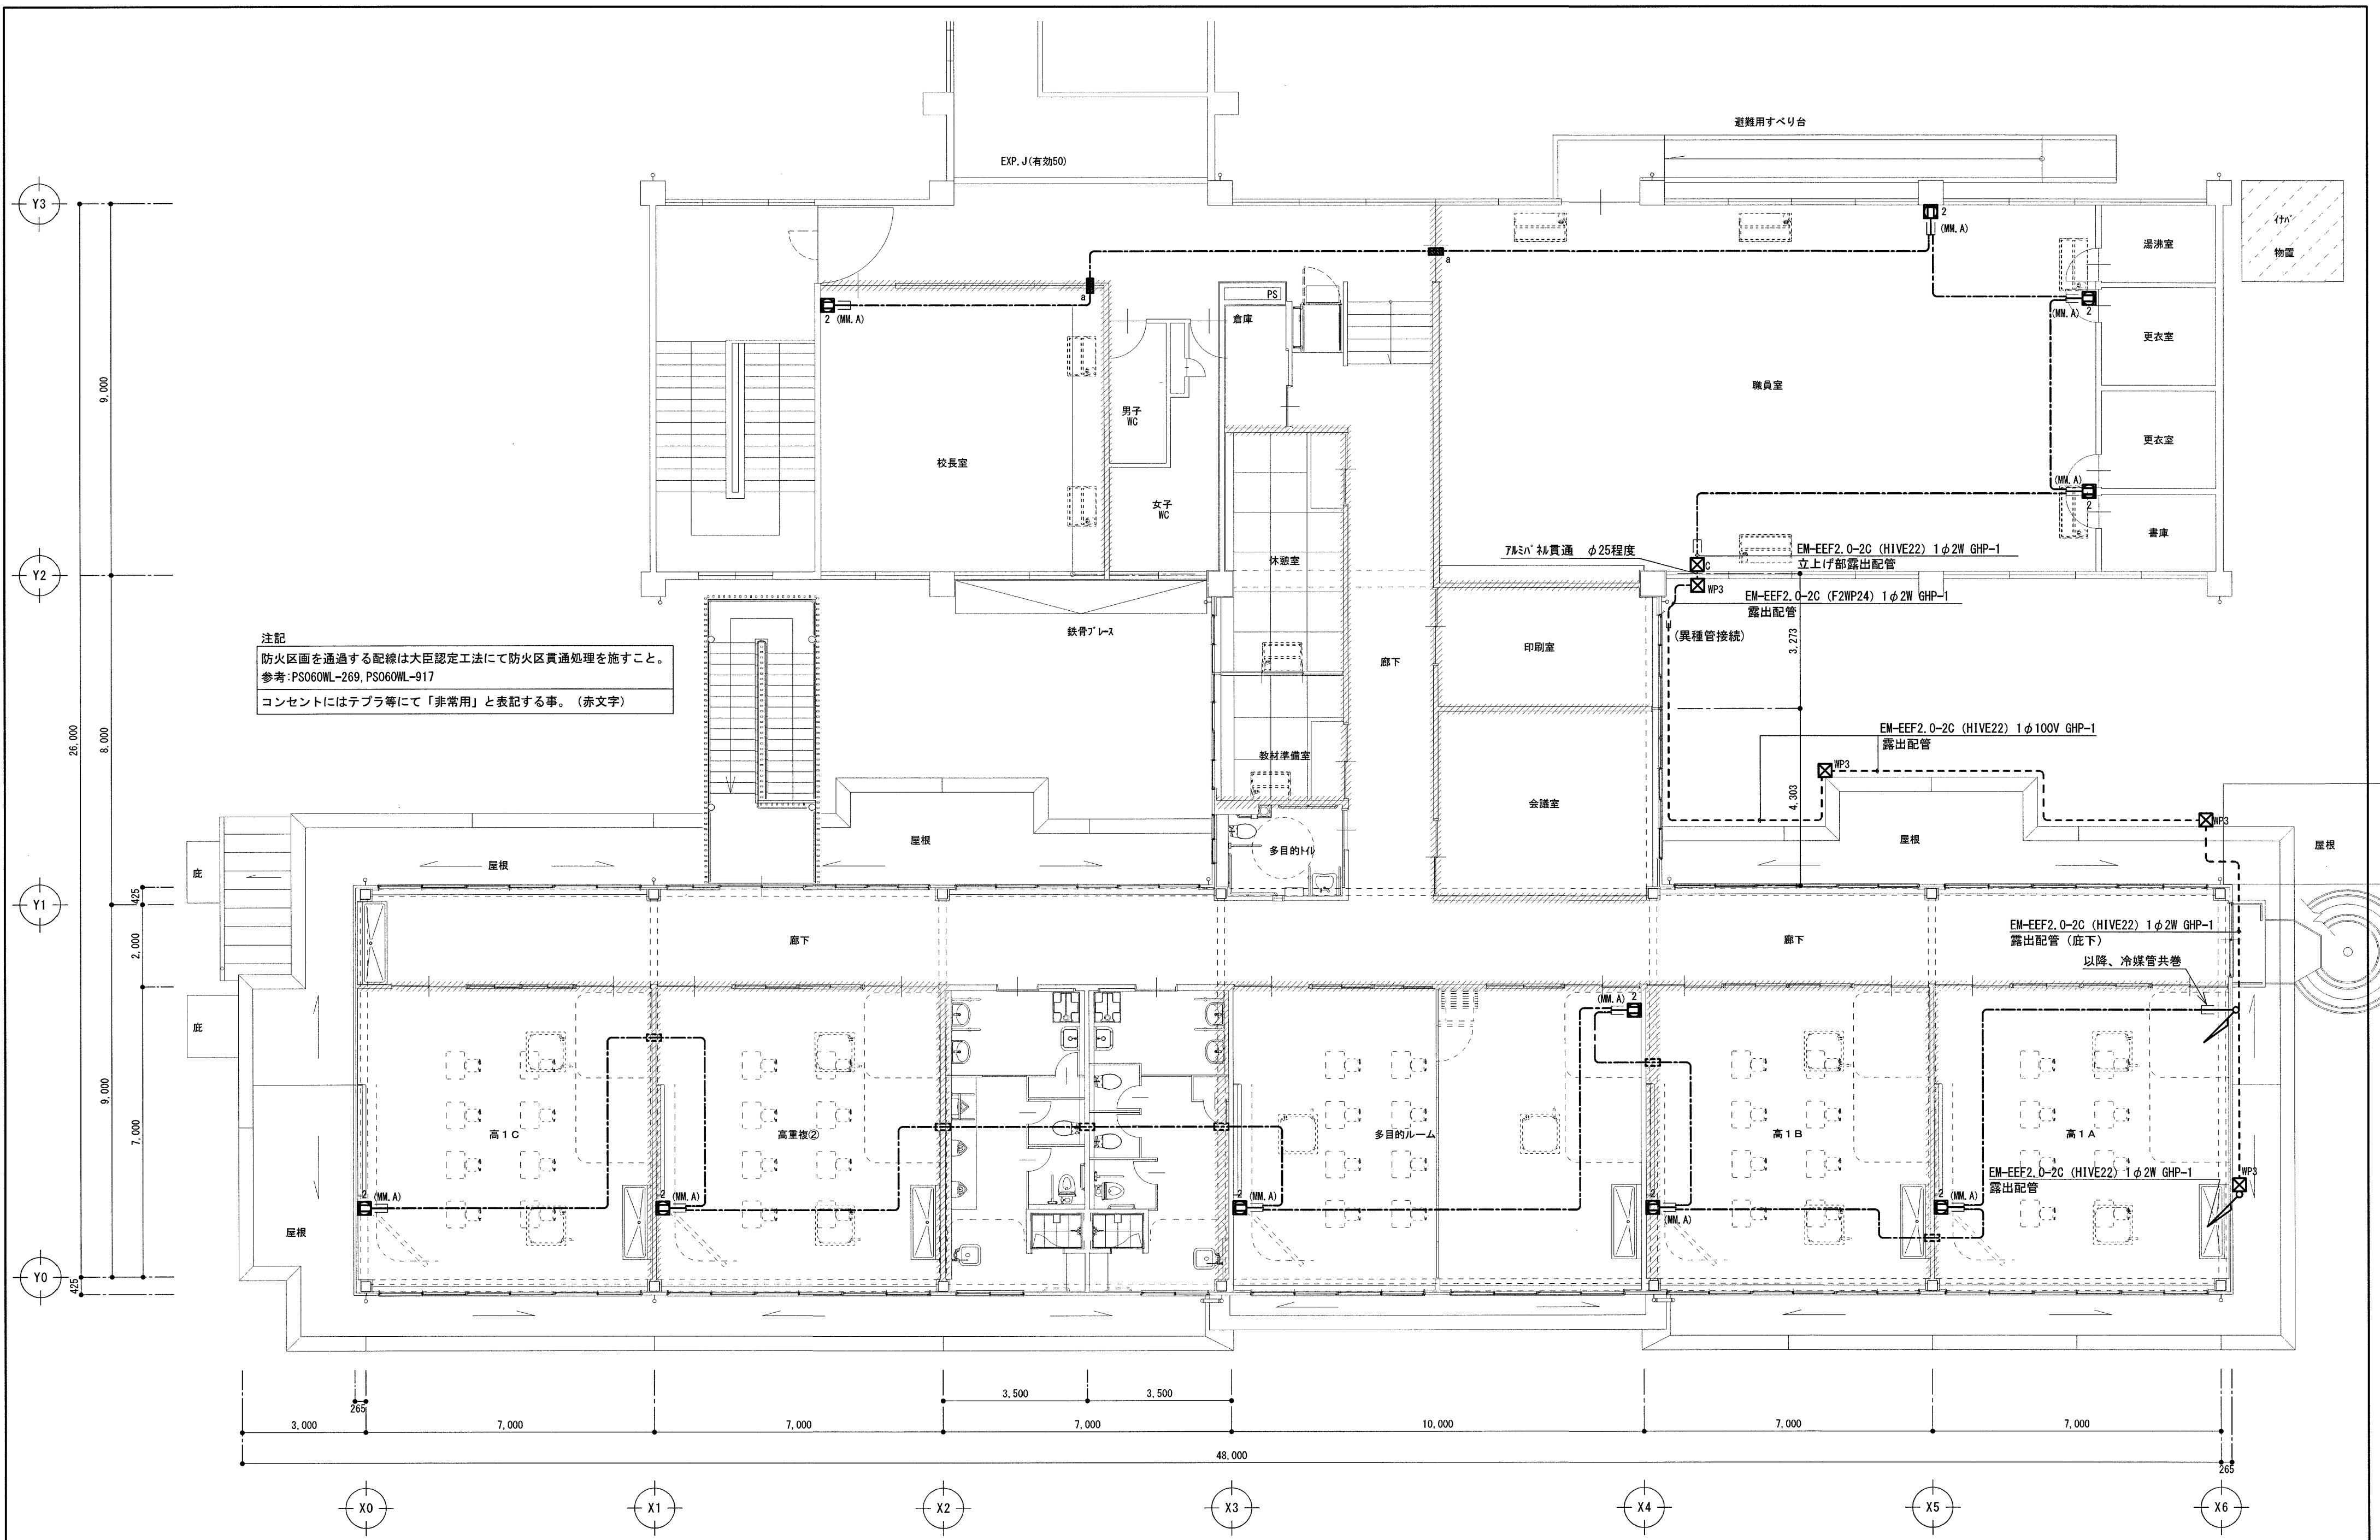 避難用すべり台
EXP.J(有効50)
Y3
2
(MM.A)
イナバ
物置
湯沸室
a
a
PS
倉庫
2 (MM.A)
(MM.A)
2
更衣室
9,000
職員室
男子
WC
校長室
更衣室
(MM.A)
2
女子
WC
書庫
アルミパネル貫通 φ25程度
EM-EEF2.0-2C (HIVE22) 1φ2W GHP-1
立上げ部露出配管
休憩室
C
Y2
WP3
EM-EEF2.0-2C (F2WP24) 1φ2W GHP-1
露出配管
(異種管接続)
鉄骨ブレース
注記
防火区画を通過する配線は大臣認定工法にて防火区貫通処理を施すこと。
参考:PS060WL-269, PS060WL-917
コンセントにはテプラ等にて「非常用」と表記する事。（赤文字）
印刷室
3,273
廊下
26,000
8,000
EM-EEF2.0-2C (HIVE22) 1φ100V GHP-1
露出配管
教材準備室
WP3
4,303
会議室
WP3
屋根
屋根
屋根
屋根
多目的トイレ
庇
425
Y1
EM-EEF2.0-2C (HIVE22) 1φ2W GHP-1
露出配管（庇下）
廊下
廊下
2,000
以降、冷媒管共巻
(MM.A) 2
庇
9,000
7,000
高1C
高重複②
多目的ルーム
高1B
高1A
EM-EEF2.0-2C (HIVE22) 1φ2W GHP-1
露出配管
WP3
2 (MM.A)
2 (MM.A)
2 (MM.A)
2
(MM.A)
2 (MM.A)
屋根
Y0
425
3,500
3,500
265
3,000
7,000
7,000
7,000
10,000
7,000
7,000
48,000
265
X0
X1
X2
X3
X4
X5
X6